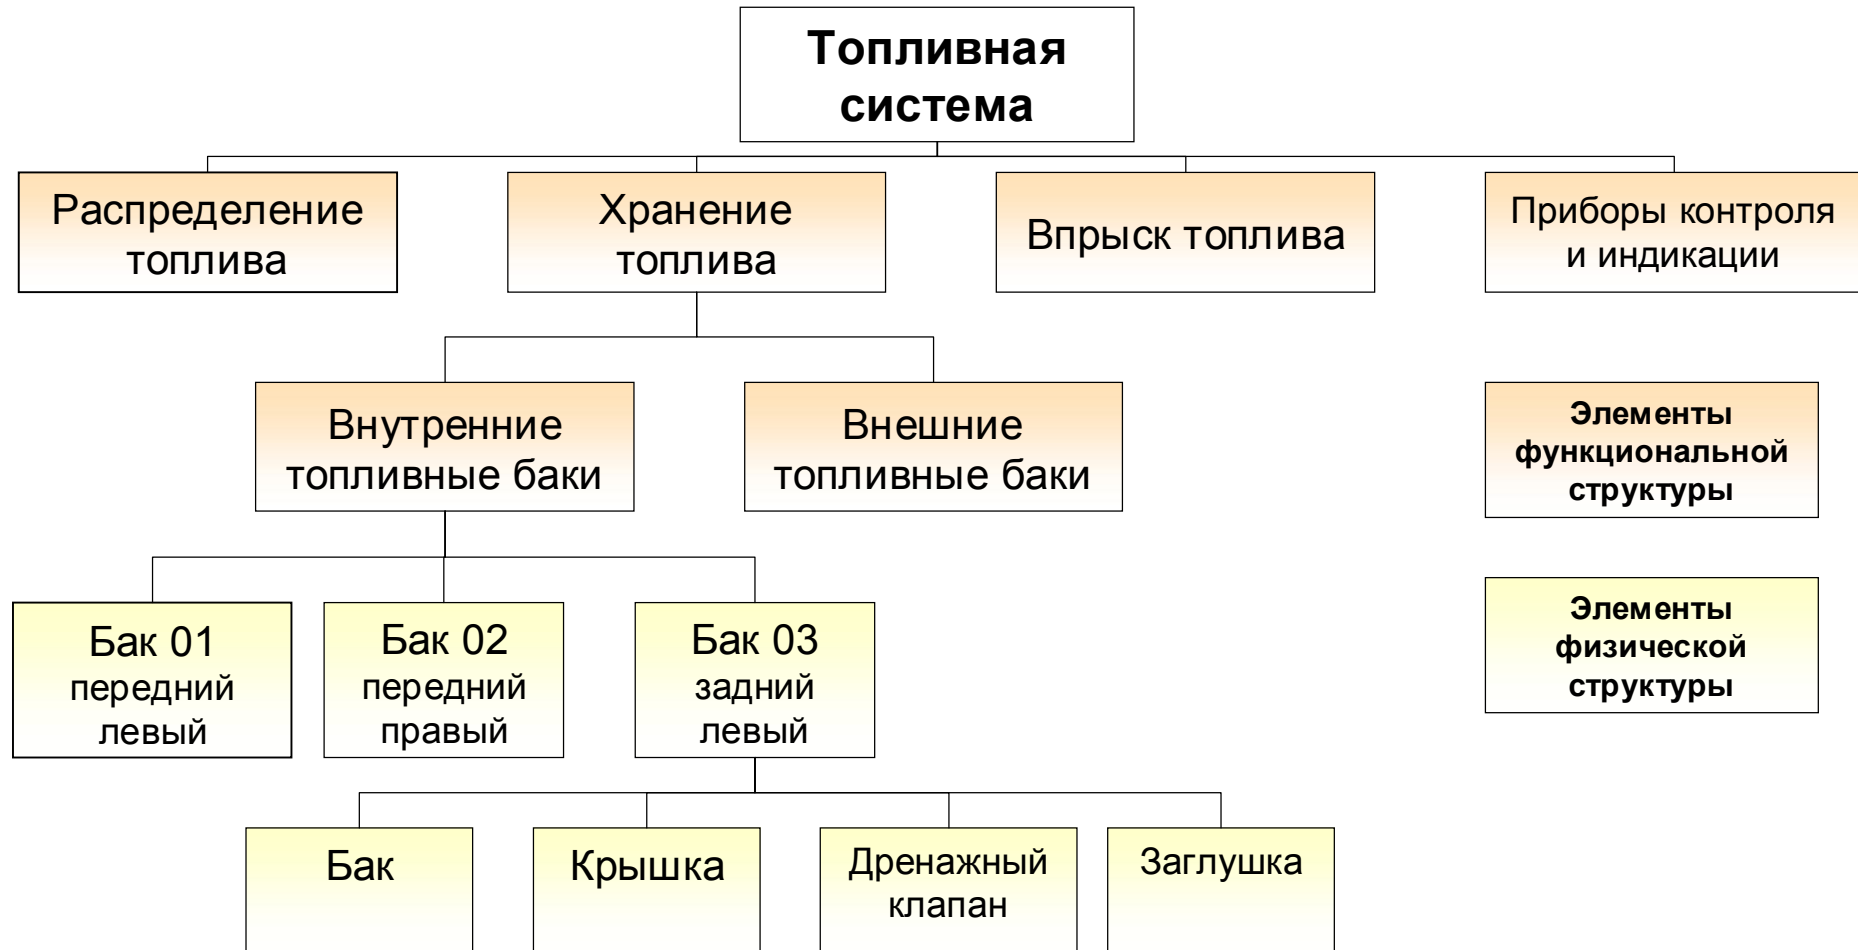 Топливная
система
Распределение
топлива
Хранение
топлива
Впрыск топлива
Приборы контроля
и индикации
Внутренние
топливные баки
Внешние
топливные баки
Элементы
функциональной
структуры
Бак 01
передний
левый
Бак 02
передний
правый
Бак 03
задний
левый
Элементы
физической
структуры
Бак
Крышка
Дренажный
клапан
Заглушка